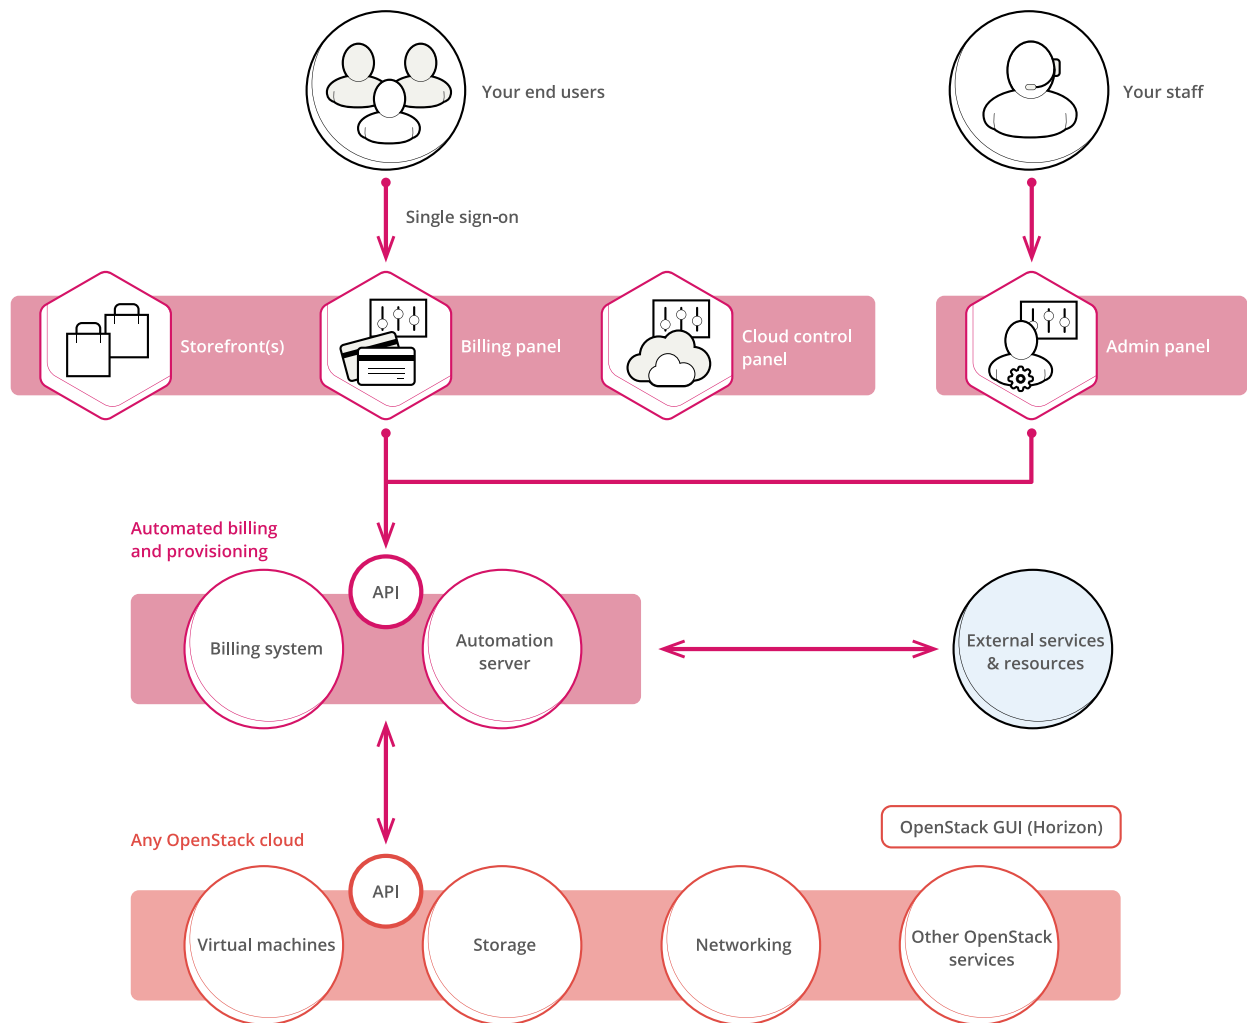 Your end users
Your staff
Single sign-on
Storefront(s)
Billing panel
Cloud control
panel
Admin panel
Automated billing
and provisioning
API
Billing system
Automation
server
External services
& resources
Any OpenStack cloud
OpenStack GUI (Horizon)
API
Virtual machines
Storage
Networking
Other OpenStack
services